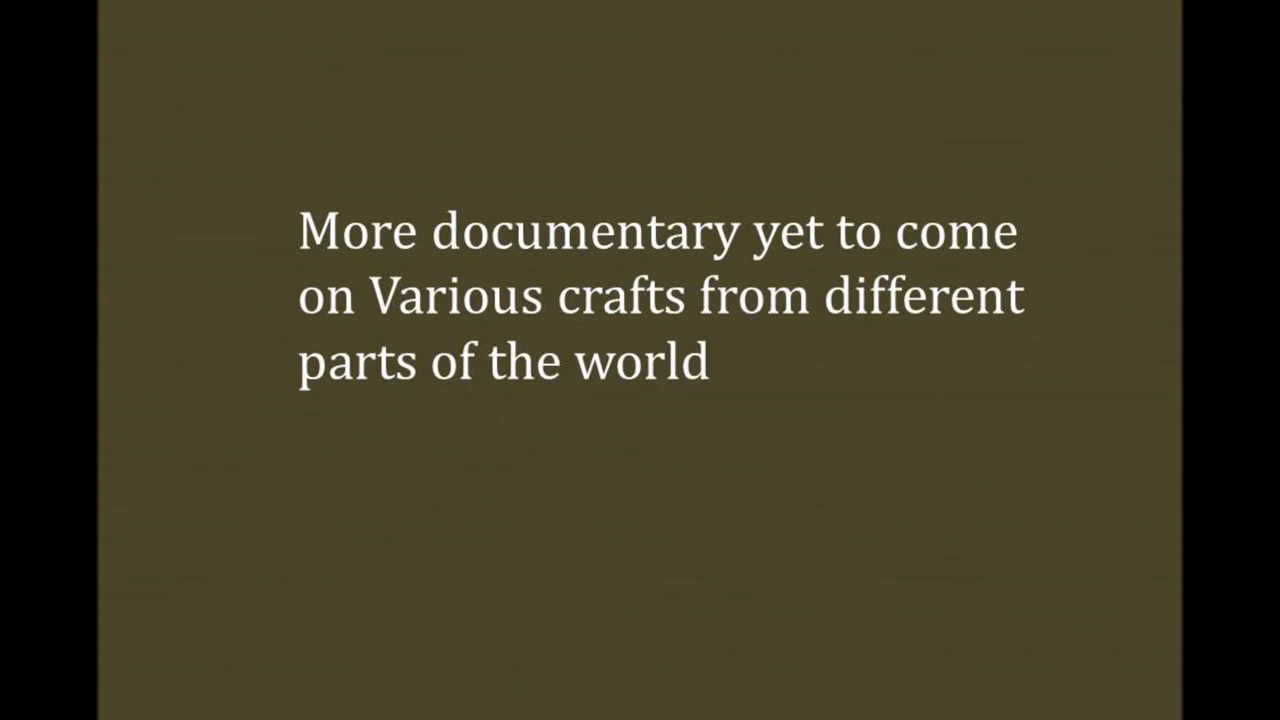 More documentary yet to come
on Various crafts from different
parts of the world